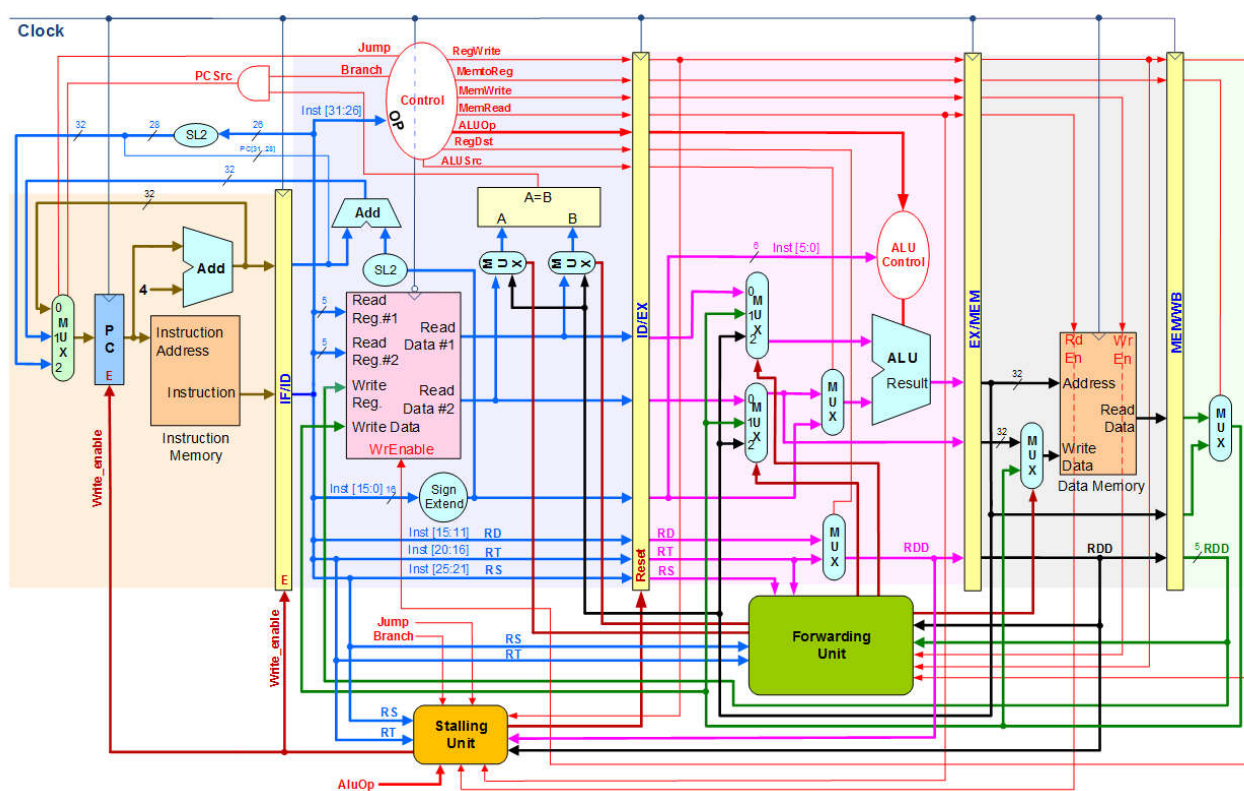 Clock
Jump
Branch
PCSrc
Control
OP
RegWrite
MemtoReg
MemWrite
MemRead
ALUOp
RegDst
ALUSrc
Inst [31:26]
32
28
SL2
26
PC[31, 28]
32
32
Add
4
0
M
1U
X
2
P
C
E
Instruction
Address
Instruction
Instruction
Memory
IF/ID
E
Add
SL2
A=B
A
B
M
U
X
M
U
X
5
Read
Reg.#1
5
Read
Reg.#2
Write
Reg.
Write Data
Read
Data #1
Read
Data #2
WrEnable
Inst [15:0]
16
Sign
Extend
Inst [15:11]
RD
Inst [20:16]
RT
Inst [25:21]
RS
ID/EX
Reset
6
Inst [5:0]
ALU
Control
0
M
1U
X
2
0
M
1U
X
2
M
U
X
ALU
Result
RD
RT
RS
M
U
X
RDD
EX/MEM
32
32
M
U
X
Rd
En
Wr
En
Address
Read
Data
Write
Data
Data Memory
RDD
MEM/WB
M
U
X
5
RDD
Write_enable
Write_enable
Jump
Branch
RS
RT
Forwarding
Unit
RS
RT
Stalling
Unit
AluOp